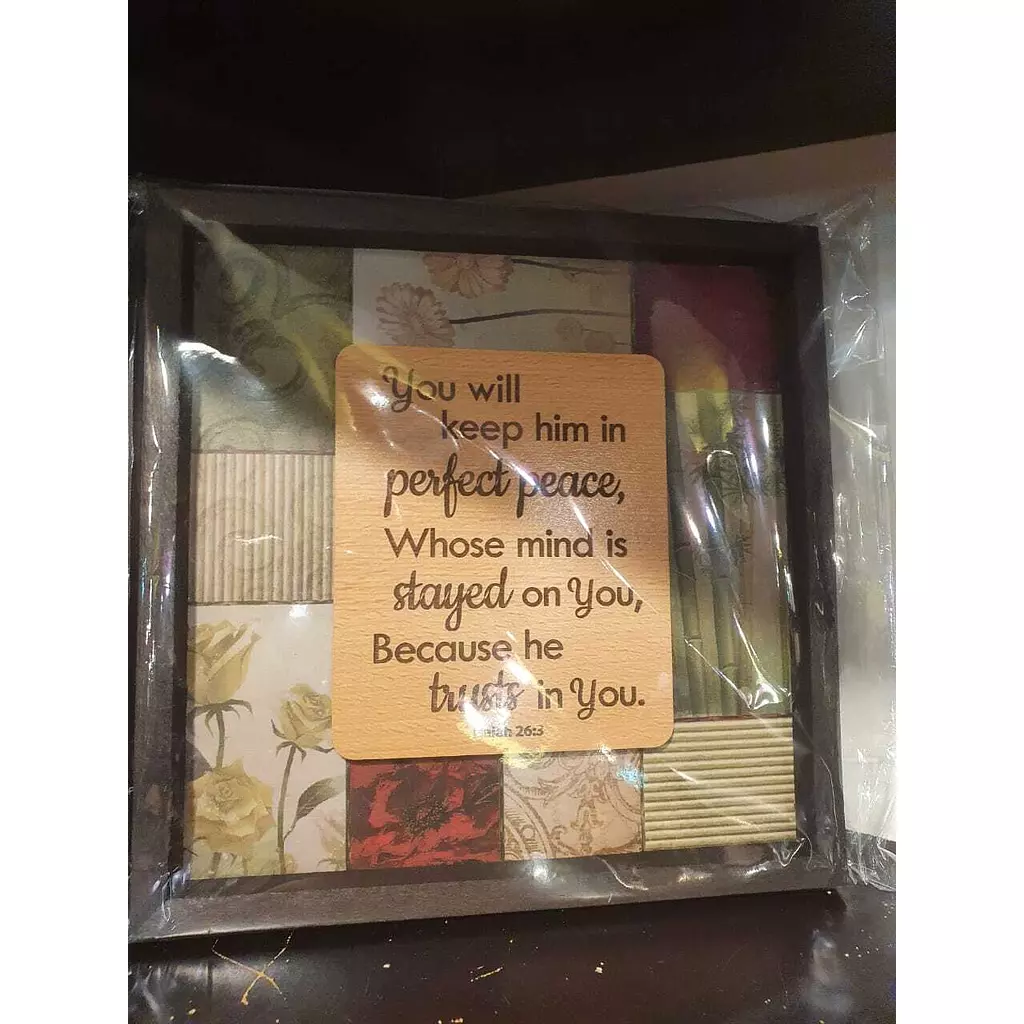 You will
keep him in
perfect peace,
Whose mind is
stayed on You,
Because he
trusts in You.
Isaiah 26:3